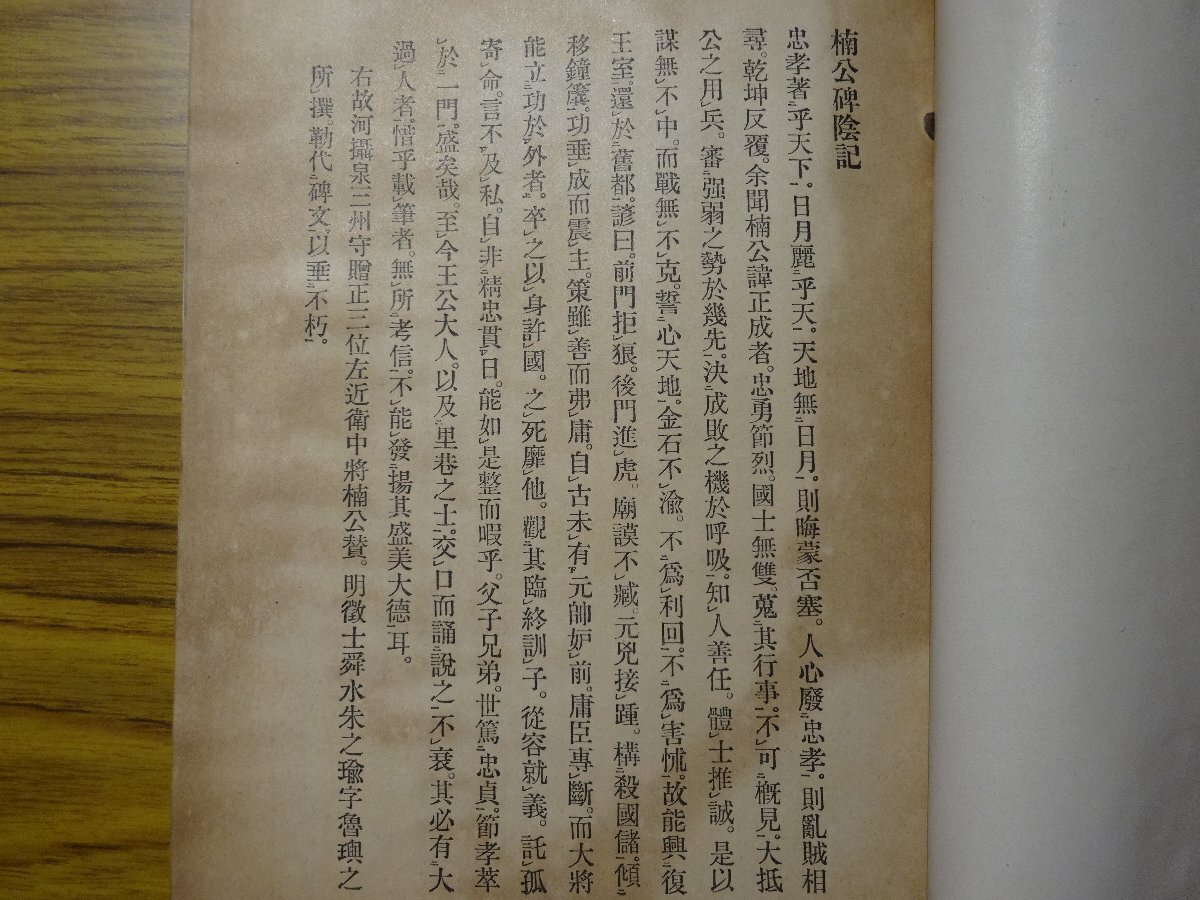 楠公碑陰記
忠孝著乎天下。日月麗乎天。天地無日月。則晦蒙否塞。人心廢忠孝。則亂賊相
尋。乾坤反覆。余聞楠公諱正成者。忠勇節烈。國士無雙。蒐其行事。不可概見。大抵
公之用兵。審强弱之勢於幾先。決成敗之機於呼吸。知人善任。體士推誠。是以
謀無不中。而戰無不克。誓心天地。金石不渝。不爲利回。不爲害怵。故能興復
王室。還於舊都。諺曰。前門拒狼。後門進虎。廟謨不臧。元兇接踵。構殺國儲。傾
移鐘簴。功垂成而震主。策雖善而弗庸。自古未有元帥妒前。庸臣專斷。而大將
能立功於外者。卒之以身許國。之死靡他。觀其臨終訓子。從容就義。託孤
寄命。言不及私。自非精忠貫日。能如是整而暇乎。父子兄弟。世篤忠貞。節孝萃
於一門。盛矣哉。至今王公大人。以及里巷之士。交口而誦說之不衰。其必有大
過人者。惜乎載筆者。無所考信。不能發揚其盛美大德耳。
右故河攝泉三州守贈正三位左近衛中將楠公贊。明徵士舜水朱之瑜字魯璵之
所撰勒代碑文。以垂不朽。